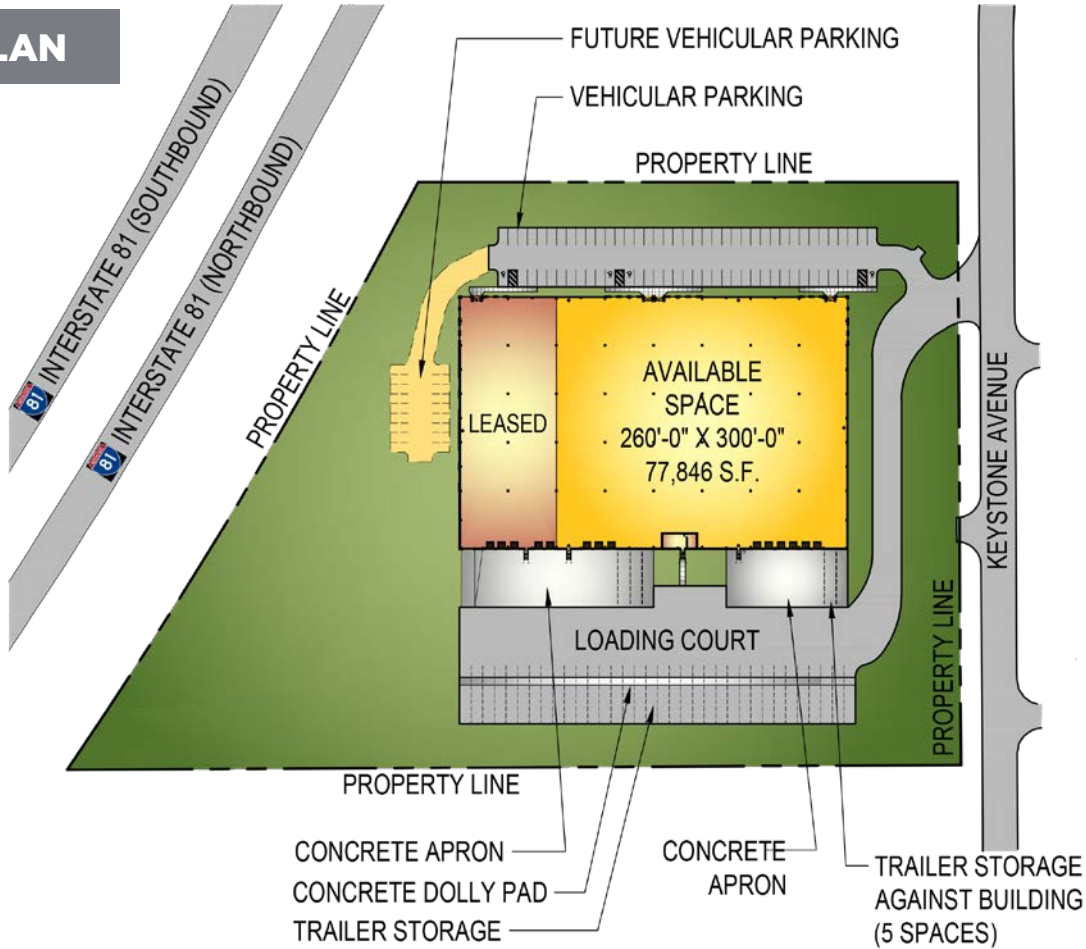 LAN
FUTURE VEHICULAR PARKING
VEHICULAR PARKING
PROPERTY LINE
INTERSTATE 81 (SOUTHBOUND)
81
INTERSTATE 81 (NORTHBOUND)
81
PROPERTY LINE
LEASED
AVAILABLE
SPACE
260'-0" X 300'-0"
77,846 S.F.
KEYSTONE AVENUE
LOADING COURT
PROPERTY LINE
PROPERTY LINE
CONCRETE APRON
CONCRETE DOLLY PAD
TRAILER STORAGE
CONCRETE
APRON
TRAILER STORAGE
AGAINST BUILDING
(5 SPACES)